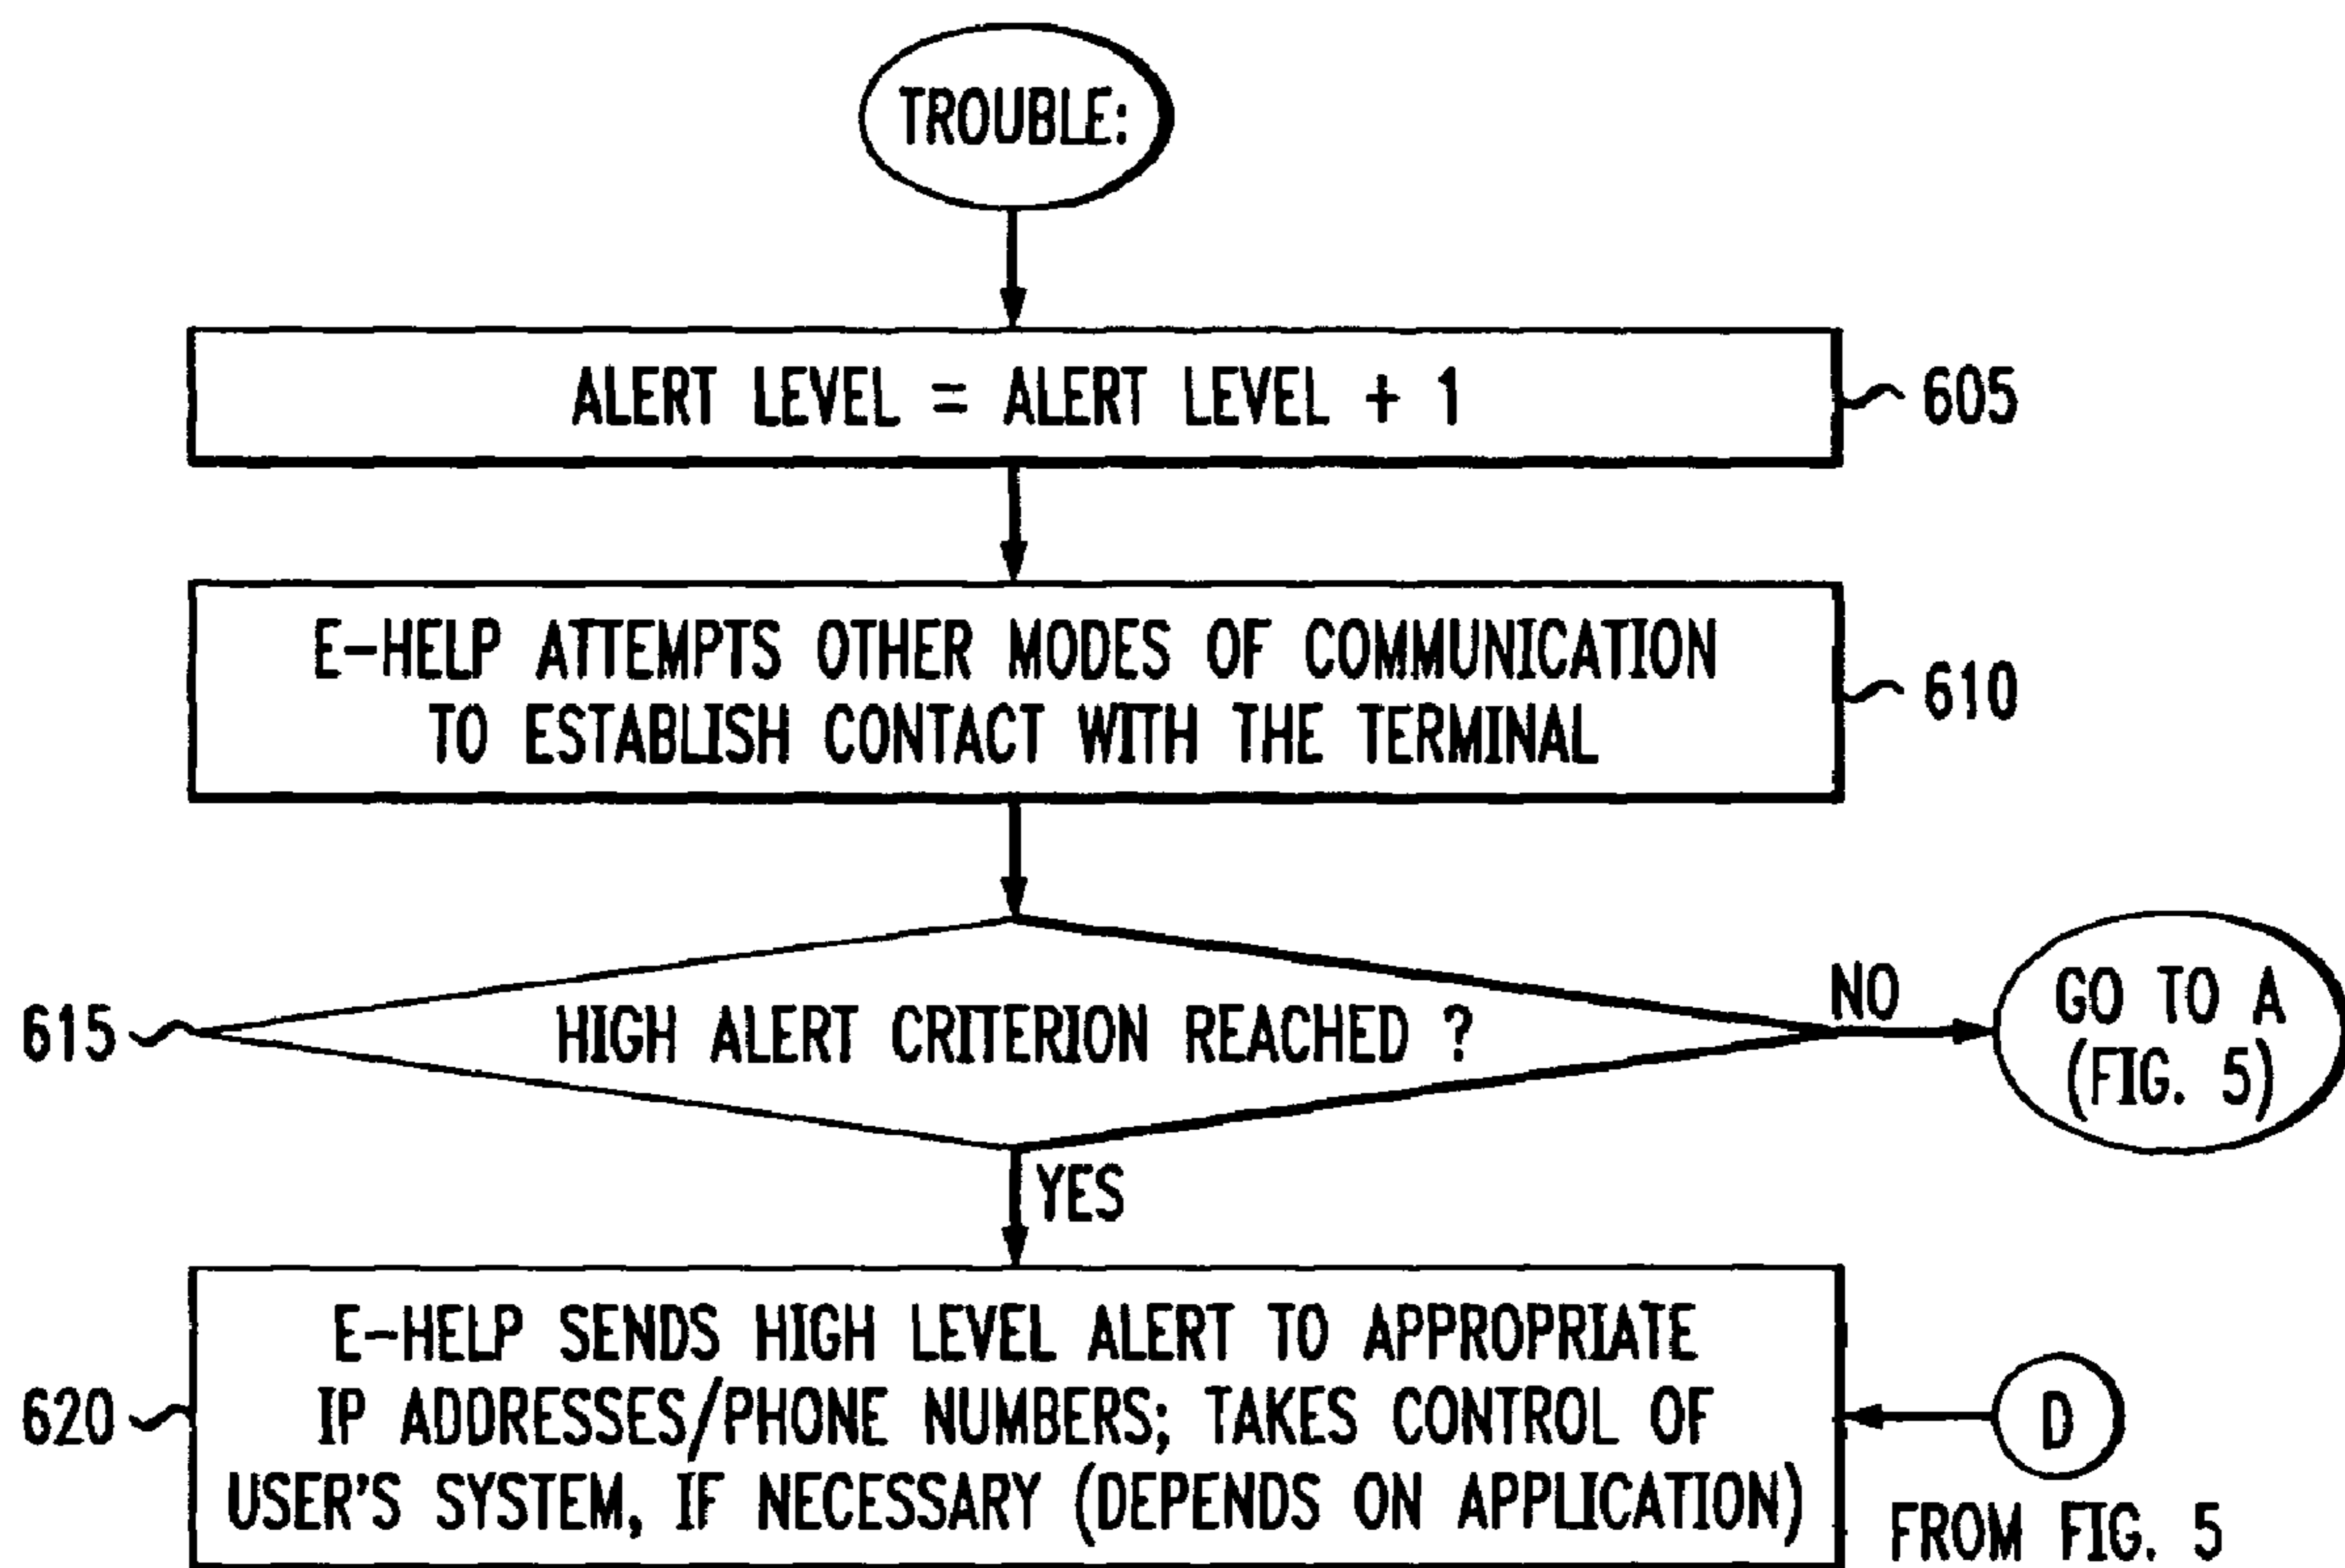 TROUBLE:
ALERT LEVEL = ALERT LEVEL + 1
605
E-HELP ATTEMPTS OTHER MODES OF COMMUNICATION
TO ESTABLISH CONTACT WITH THE TERMINAL
610
615
HIGH ALERT CRITERION REACHED ?
NO
GO TO A
(FIG. 5)
YES
620
E-HELP SENDS HIGH LEVEL ALERT TO APPROPRIATE
IP ADDRESSES/PHONE NUMBERS; TAKES CONTROL OF
USER'S SYSTEM, IF NECESSARY (DEPENDS ON APPLICATION)
D
FROM FIG. 5